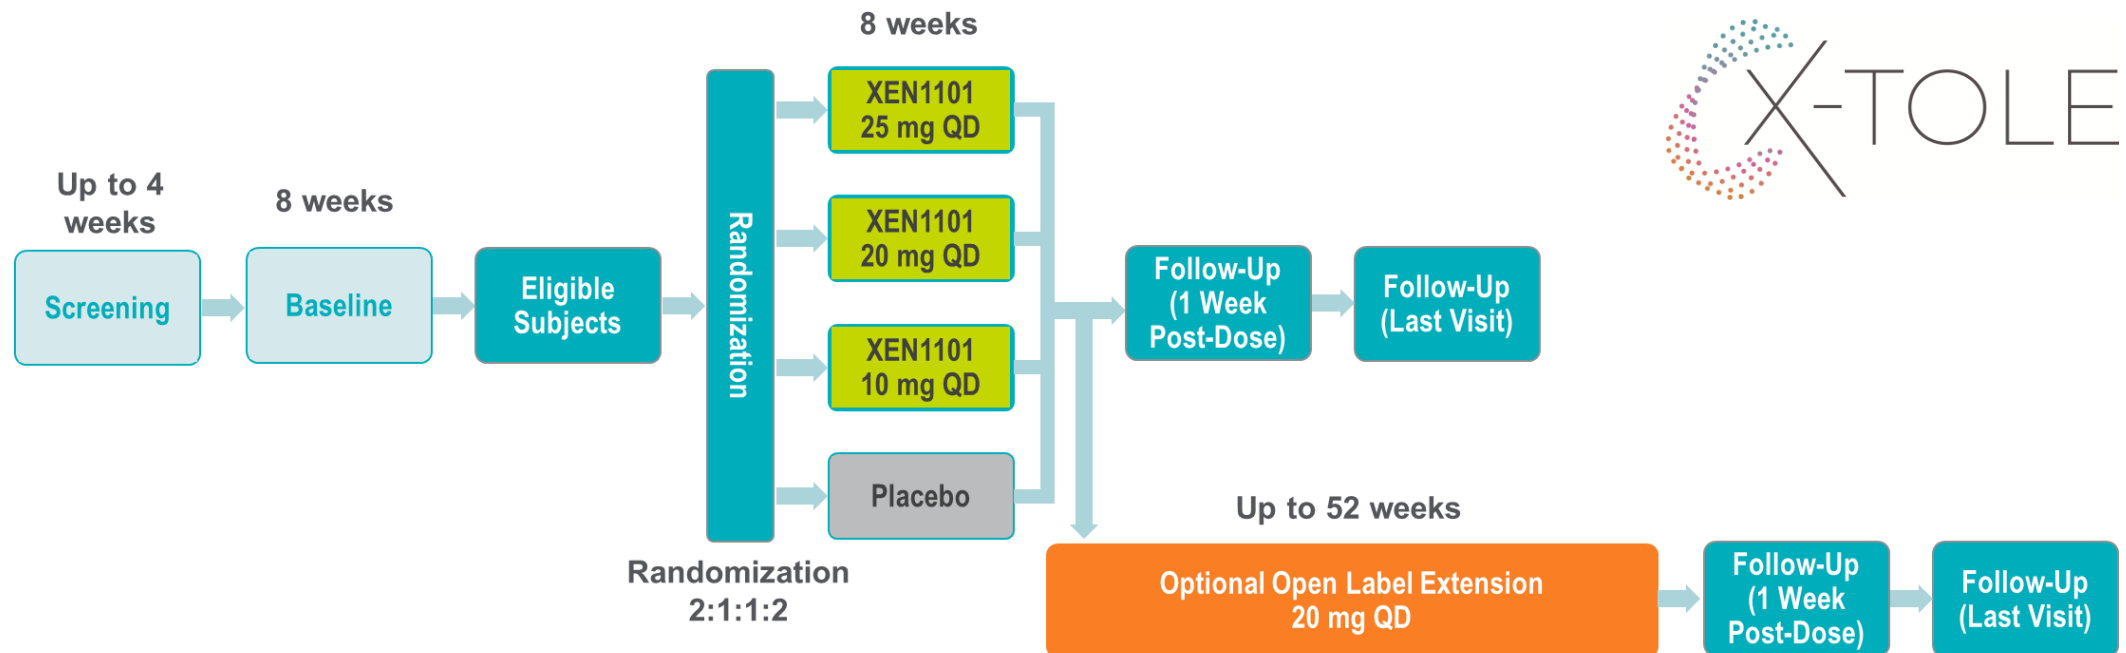 8 weeks
X-TOLE
Up to 4
weeks
8 weeks
Screening
Baseline
Eligible
Subjects
Randomization
XEN1101
25 mg QD
XEN1101
20 mg QD
XEN1101
10 mg QD
Placebo
Randomization
2:1:1:2
Follow-Up
(1 Week
Post-Dose)
Follow-Up
(Last Visit)
Up to 52 weeks
Optional Open Label Extension
20 mg QD
Follow-Up
(1 Week
Post-Dose)
Follow-Up
(Last Visit)